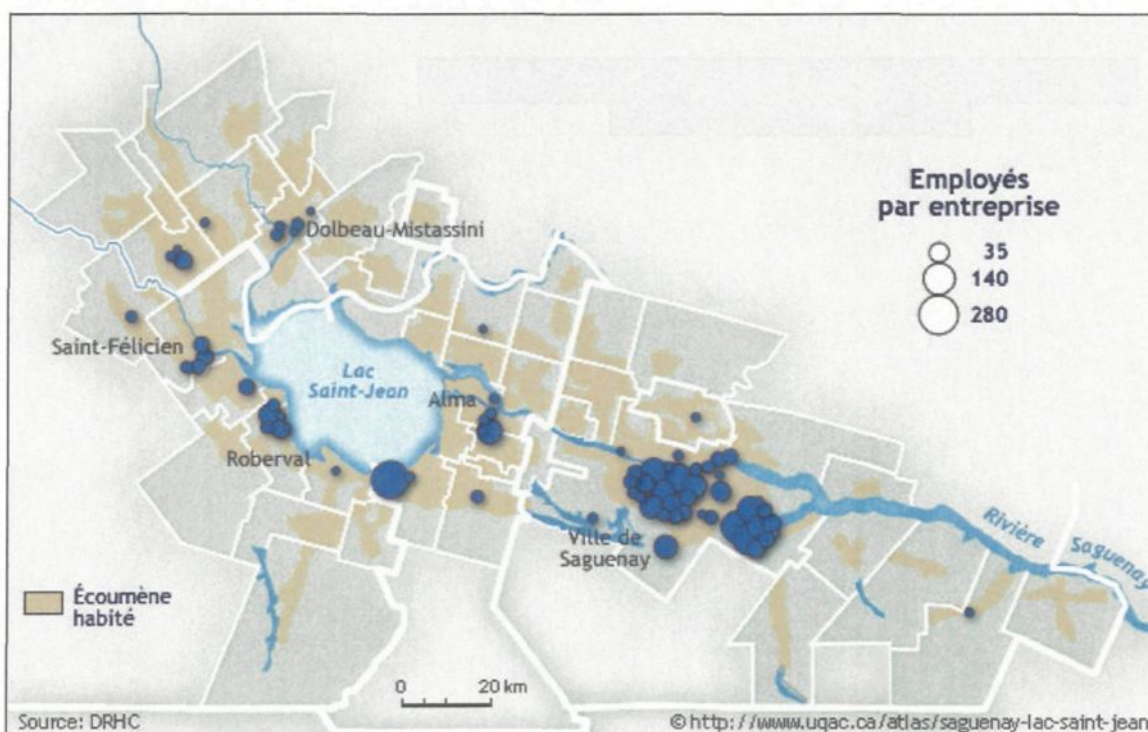 Employés
par entreprise
35
140
280
Dolbeau-Mistassini
Saint-Félicien
Lac
Saint-Jean
Alma
Roberval
Ville de
Saguenay
Rivière Saguenay
Écoumène
habité
0 20 km
Source: DRHC
© http://www.uqac.ca/atlas/saguenay-lac-saint-jean